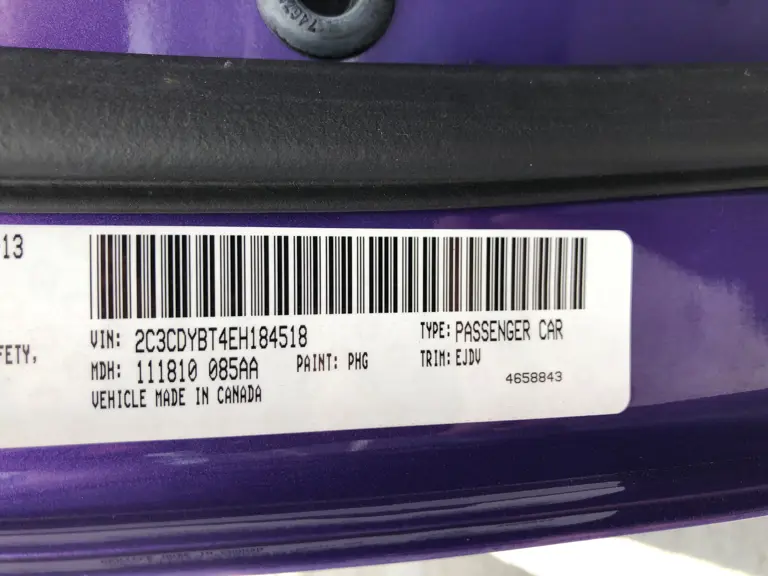 13
VIN: 2C3CDYBT4EH184518
TYPE: PASSENGER CAR
FETY,
MDH: 111810 085AA
PAINT: PHG
TRIM: EJDV
VEHICLE MADE IN CANADA
4658843